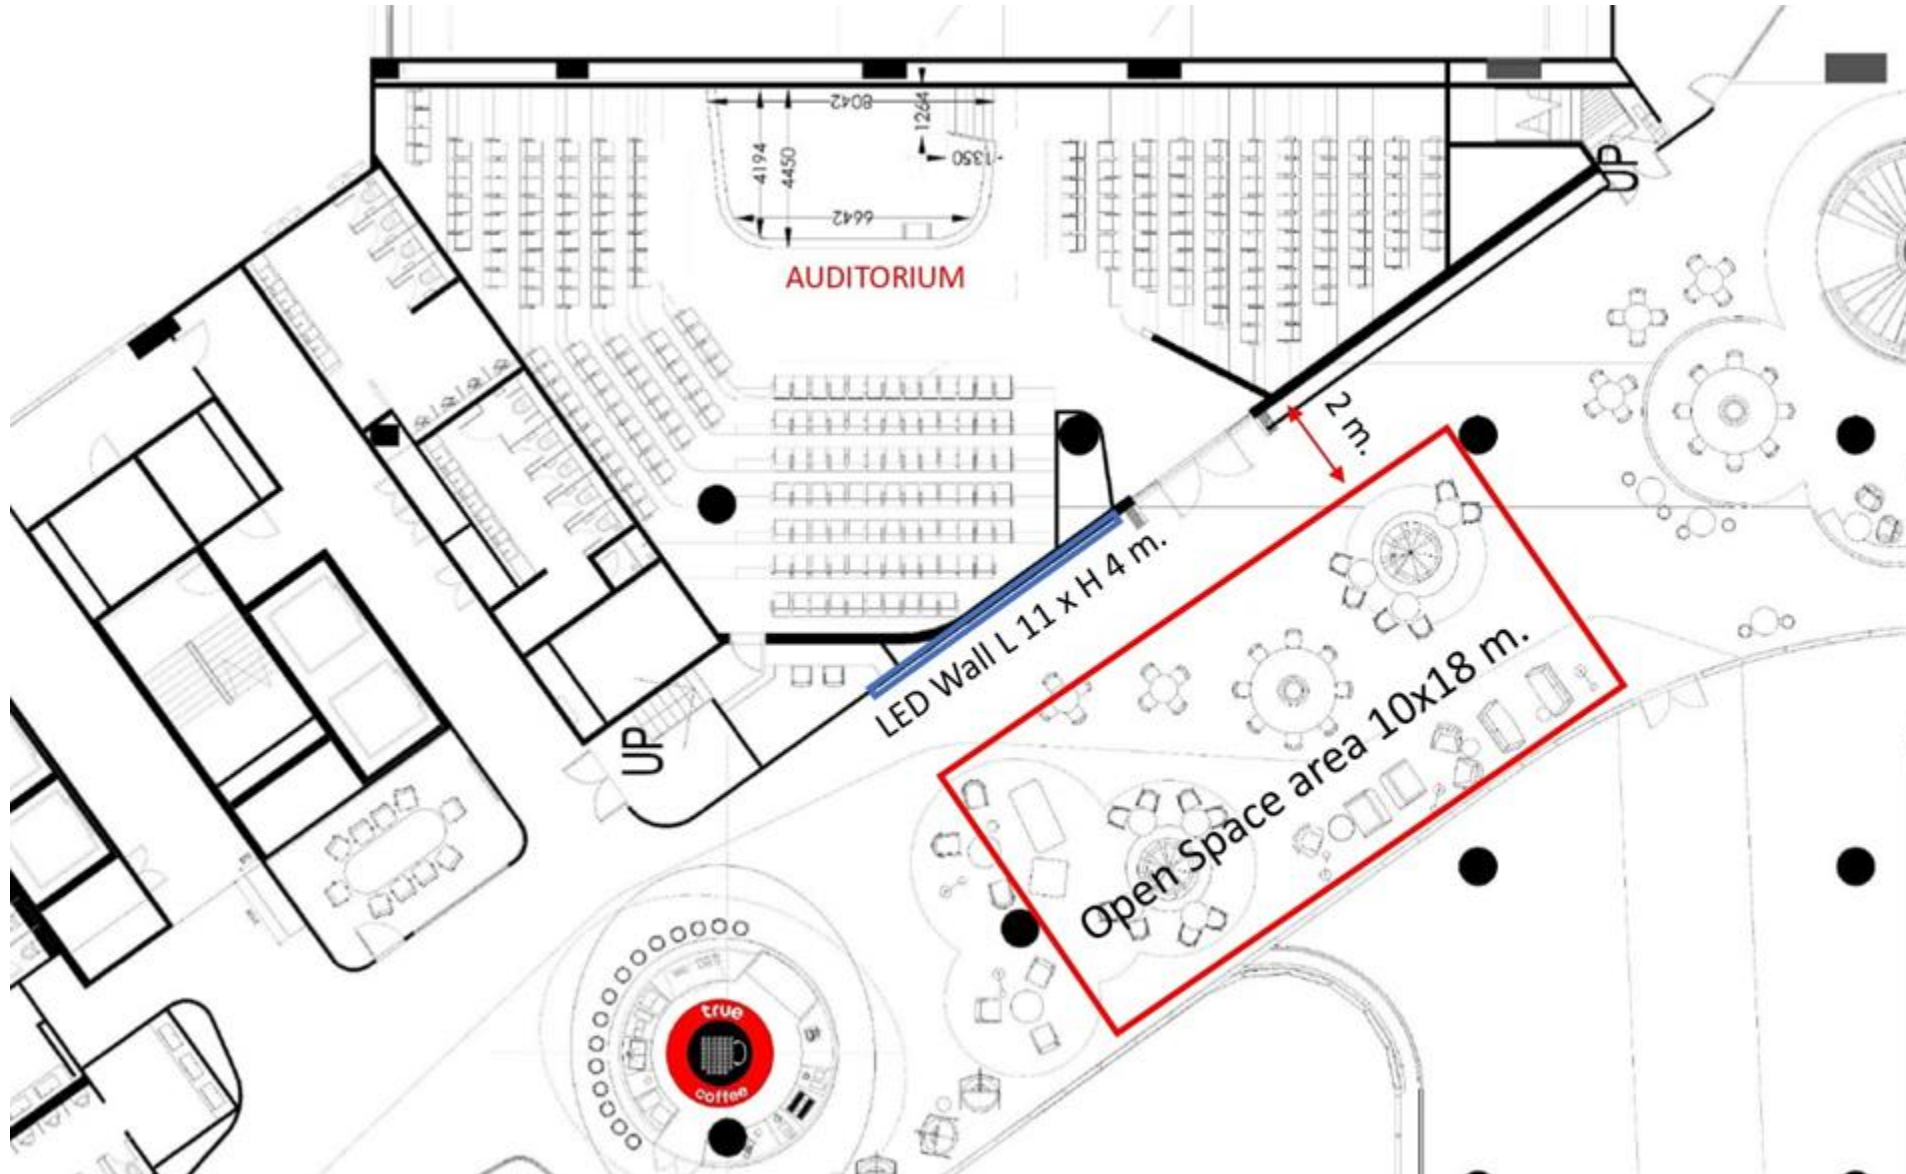 8042
1264
4194
4450
1350
6642
AUDITORIUM
UP
2 m.
LED Wall L 11 x H 4 m.
UP
Open Space area 10x18 m.
true
coffee